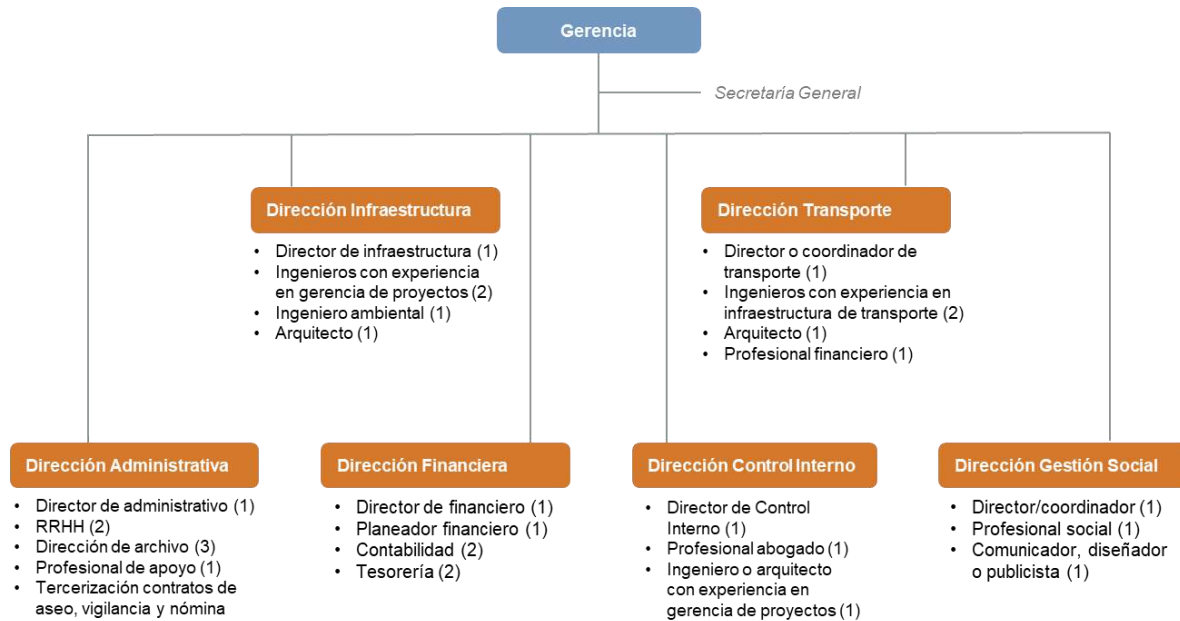 Gerencia
Secretaría General
Dirección Infraestructura
• Director de infraestructura (1)
• Ingenieros con experiencia
en gerencia de proyectos (2)
• Ingeniero ambiental (1)
• Arquitecto (1)
Dirección Transporte
• Director o coordinador de
transporte (1)
• Ingenieros con experiencia en
infraestructura de transporte (2)
• Arquitecto (1)
• Profesional financiero (1)
Dirección Administrativa
• Director de administrativo (1)
• RRHH (2)
• Dirección de archivo (3)
• Profesional de apoyo (1)
• Tercerización contratos de
aseo, vigilancia y nómina
Dirección Financiera
• Director de financiero (1)
• Planeador financiero (1)
• Contabilidad (2)
• Tesorería (2)
Dirección Control Interno
• Director de Control
Interno (1)
• Profesional abogado (1)
• Ingeniero o arquitecto
con experiencia en
gerencia de proyectos (1)
Dirección Gestión Social
• Director/coordinador (1)
• Profesional social (1)
• Comunicador, diseñador
o publicista (1)